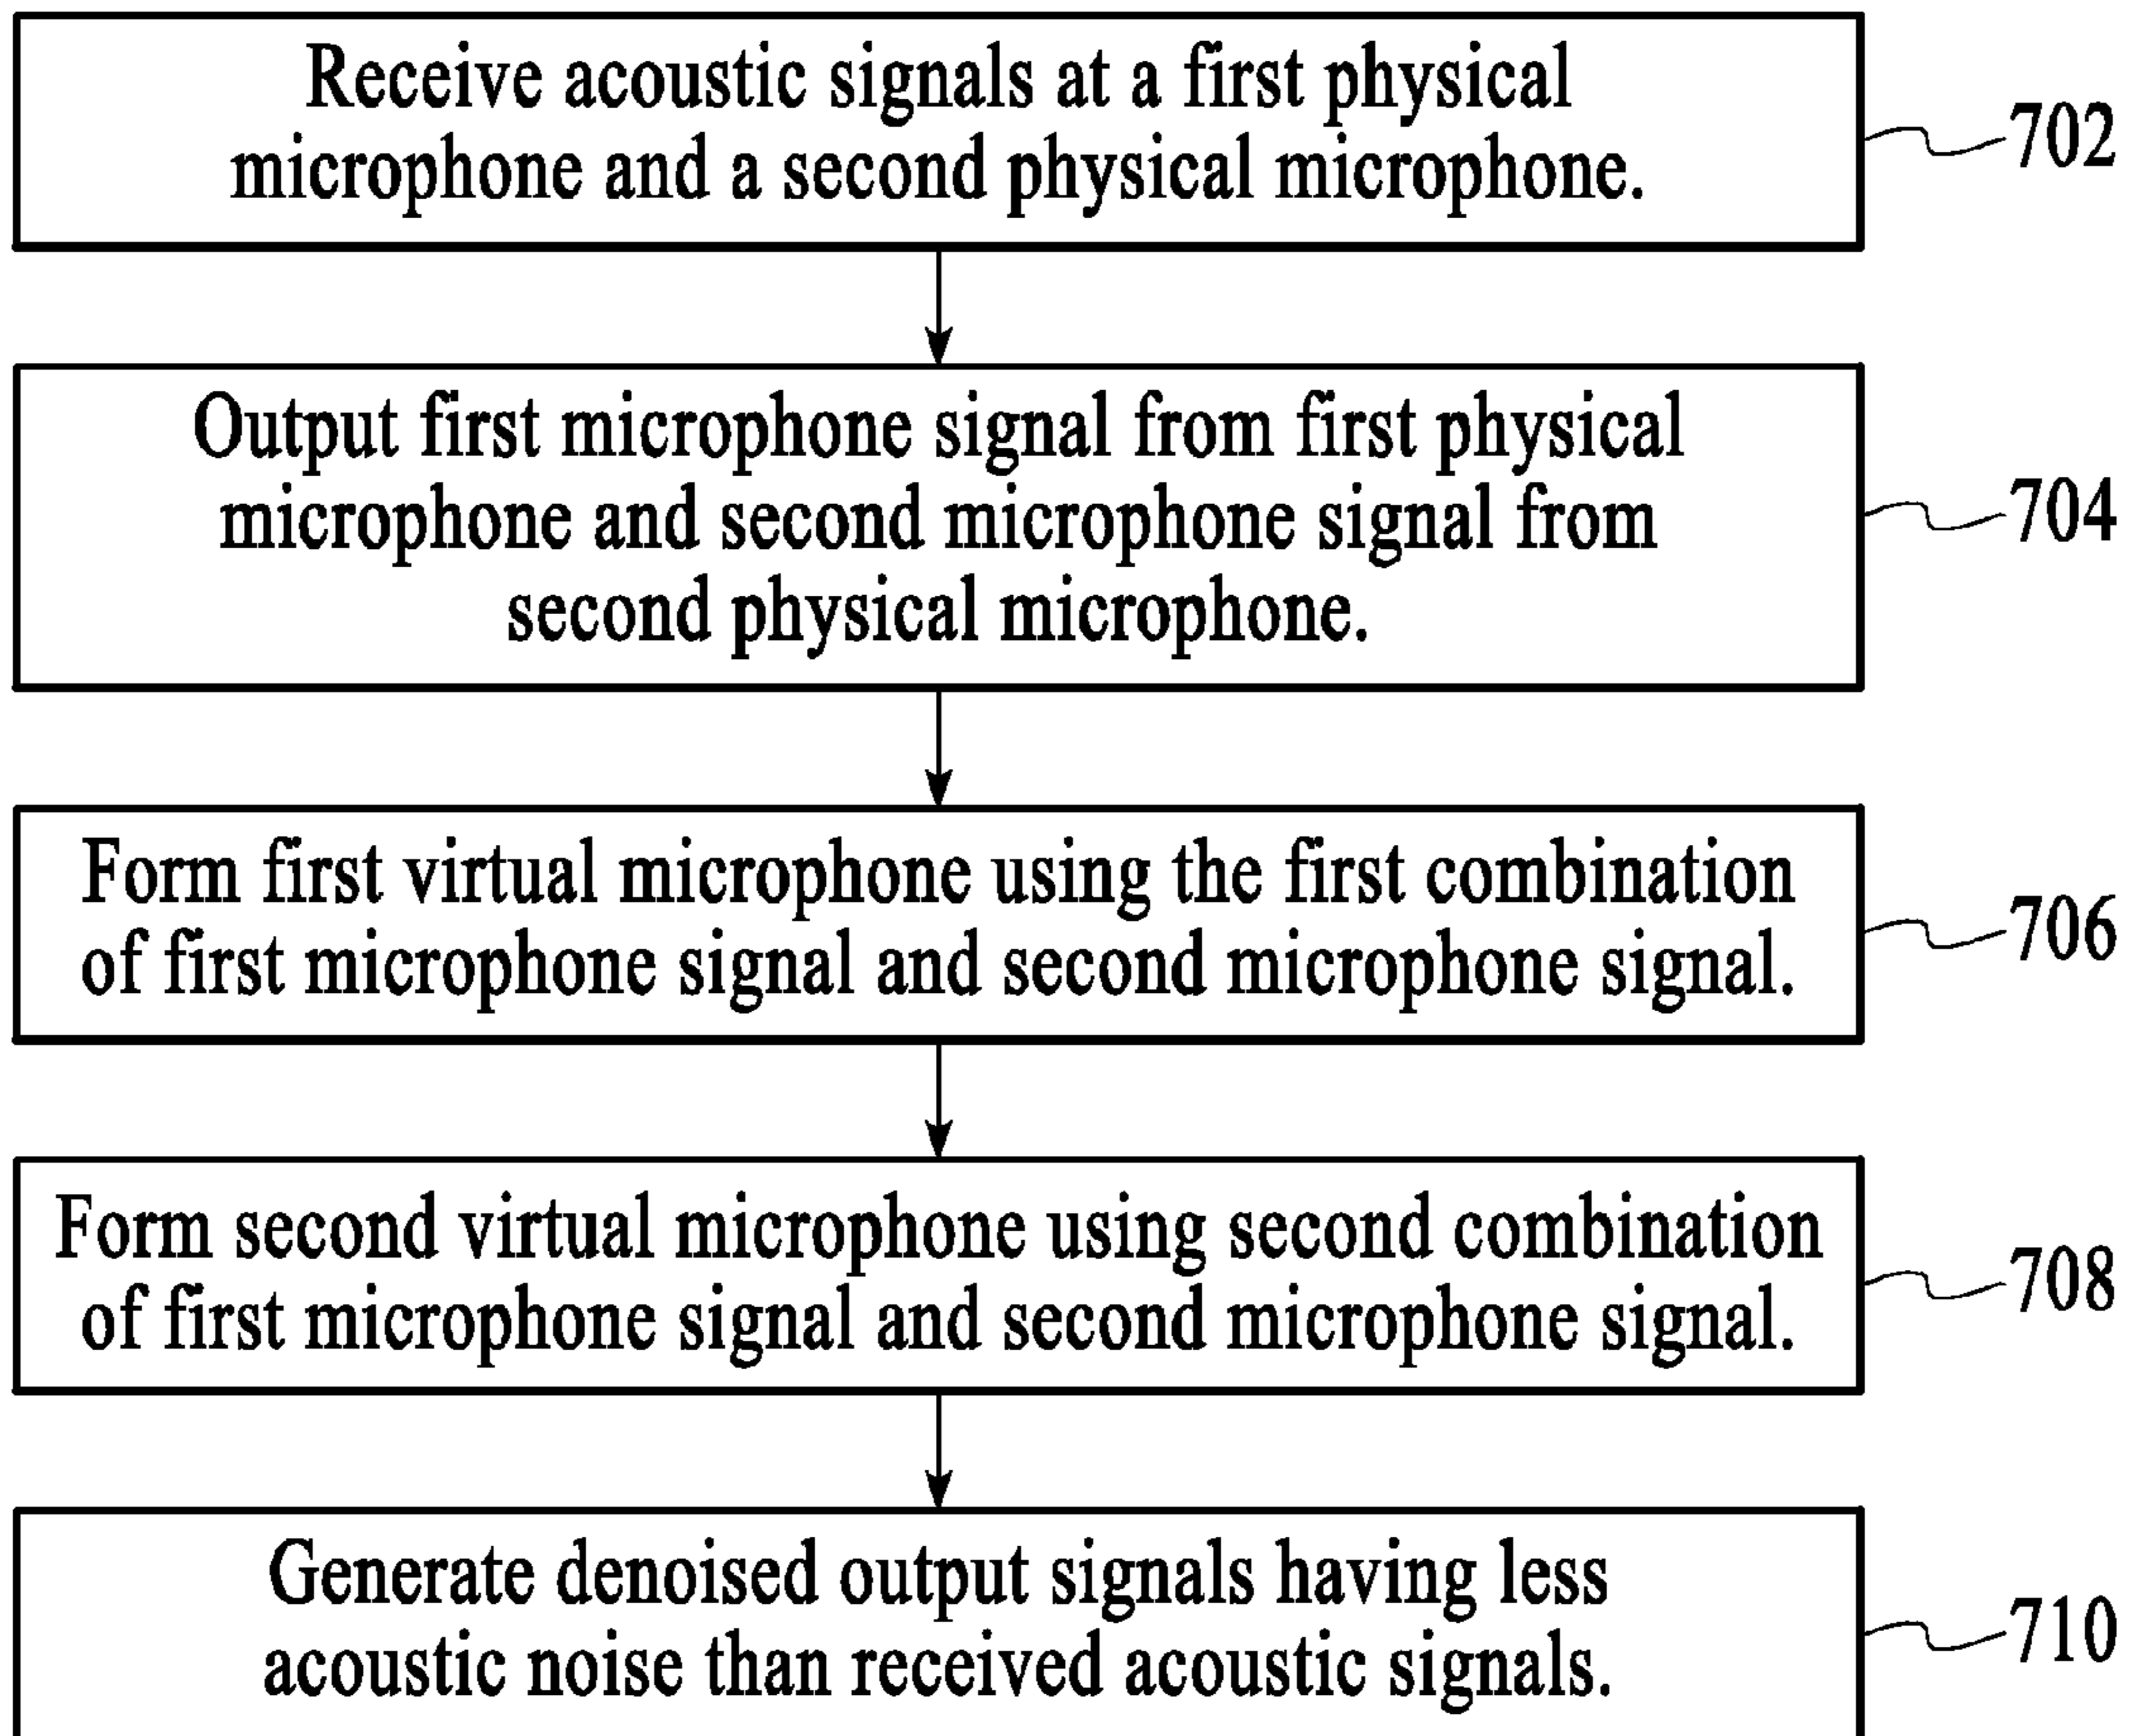 Receive acoustic signals at a first physical
microphone and a second physical microphone.
702
Output first microphone signal from first physical
microphone and second microphone signal from
second physical microphone.
704
Form first virtual microphone using the first combination
of first microphone signal and second microphone signal.
706
Form second virtual microphone using second combination
of first microphone signal and second microphone signal.
708
Generate denoised output signals having less
acoustic noise than received acoustic signals.
710